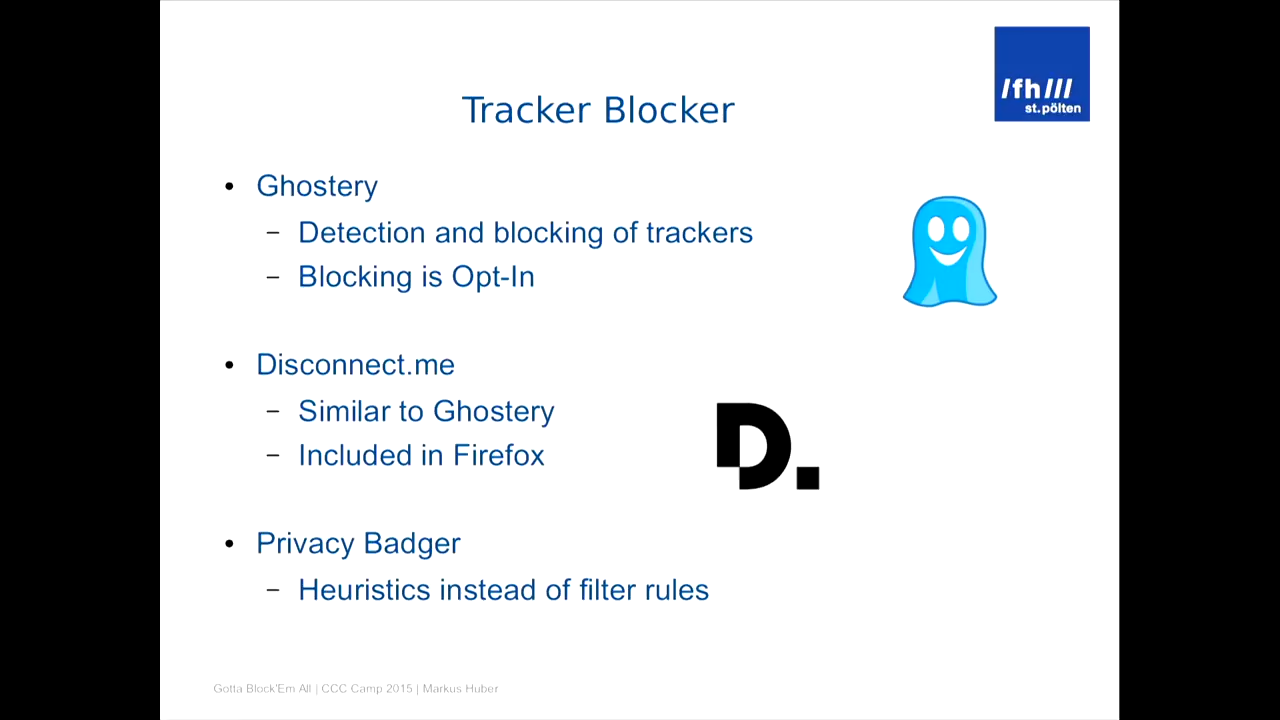 /fh///
st.pölten
Tracker Blocker
• Ghostery
– Detection and blocking of trackers
– Blocking is Opt-In
• Disconnect.me
– Similar to Ghostery
– Included in Firefox
D.
• Privacy Badger
– Heuristics instead of filter rules
Gotta Block'Em All | CCC Camp 2015 | Markus Huber